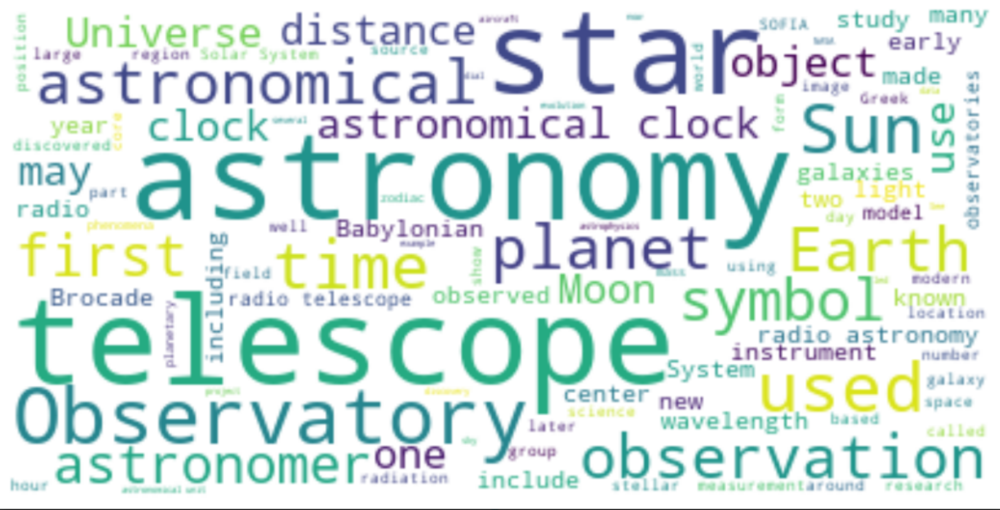 position
Universe
distance
aircraft
star
SOFIA
study
many
large
region
Solar System
source
world
NASA
early
astronomical
dial
object
made
image
data
Greek
observatories
year
core
clock
several
evolution
astronomical clock
form
Sun
use
discovered
may
part
astronomy
zodiac
galaxies
light
two
radio
day
model
phenomena
well
Babylonian
astrophysics
first
example
planet
Earth
including
field
time
show
mass
using
modern
Brocade
radio telescope
observed
Moon
symbol
known
location
planetary
telescope
radio astronomy
instrument
number
System
used
galaxy
project
discovery
center
new
space
Observatory
science
wavelength
based
later
called
sky
astronomer
one
group
observation
radiation
include
hour
astronomical unit
stellar
measurement
around
research